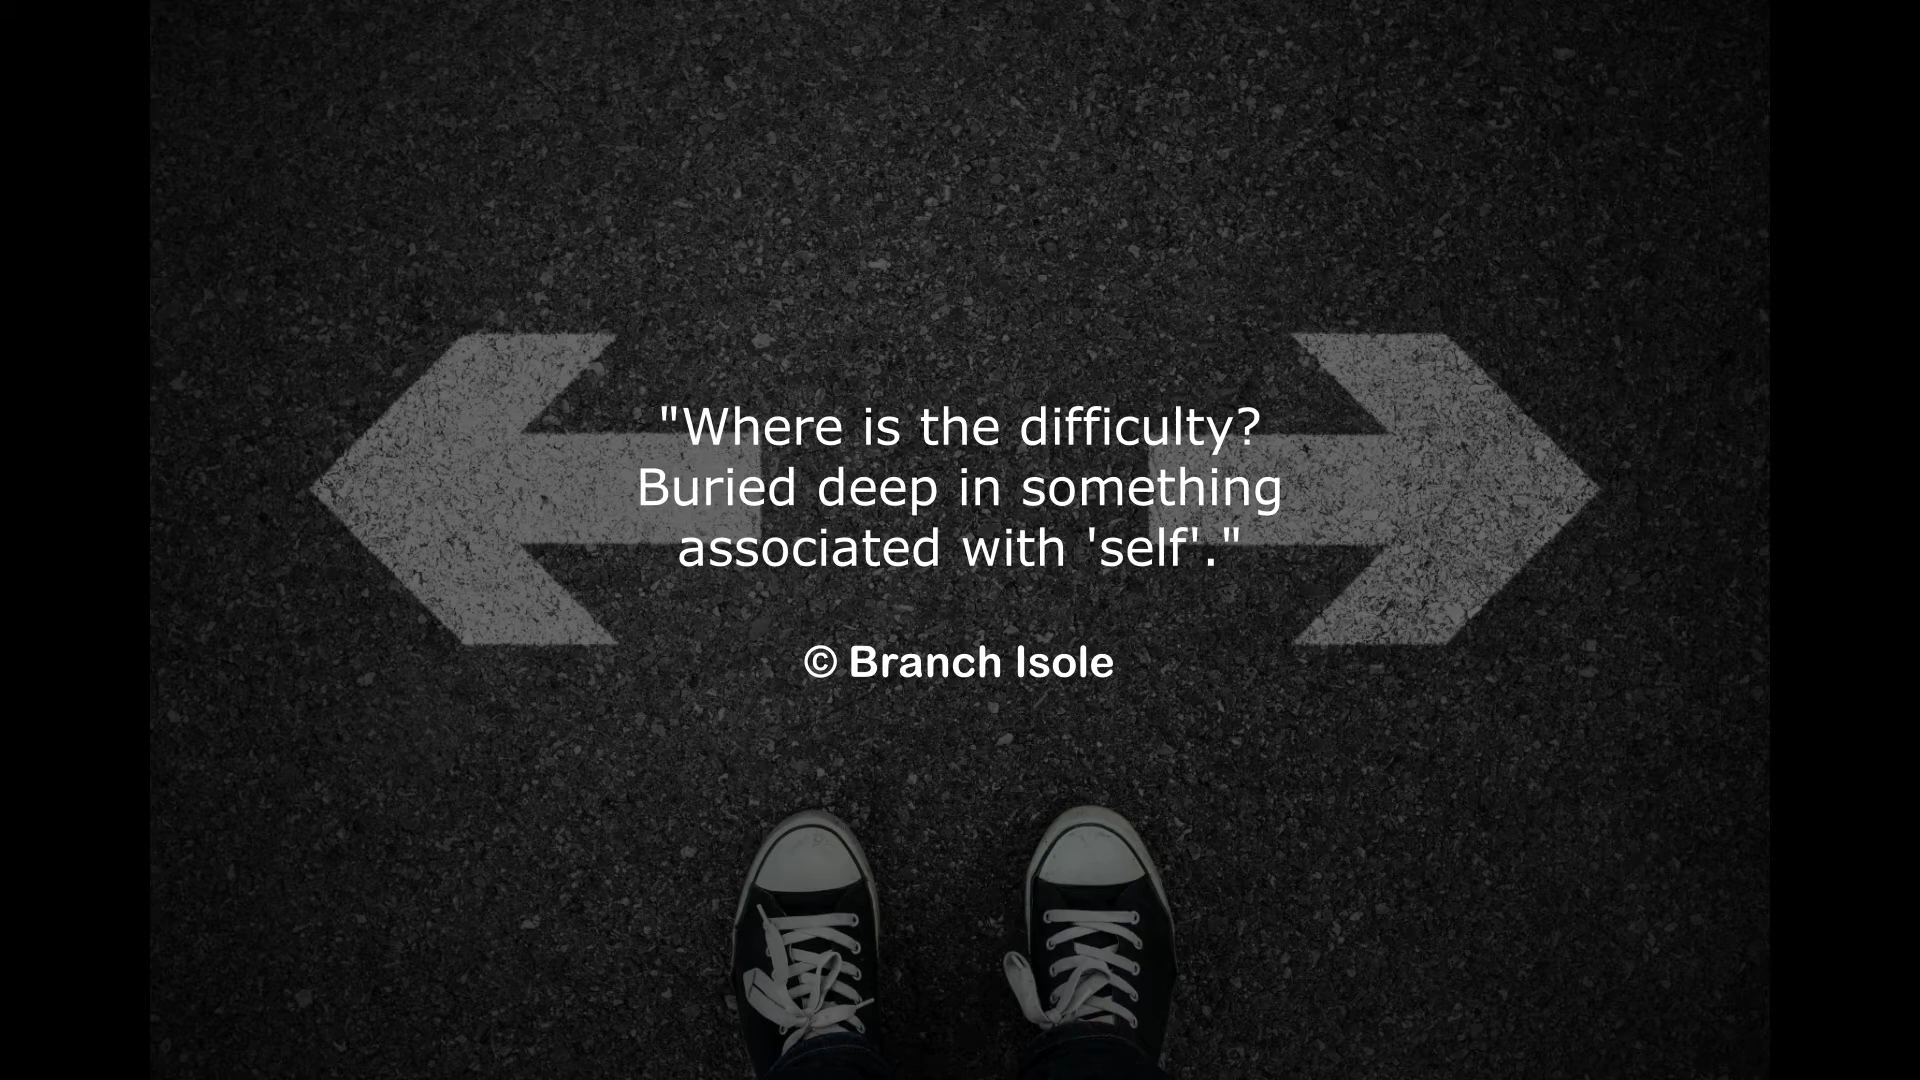 "Where is the difficulty?
Buried deep in something
associated with 'self'."
© Branch Isole